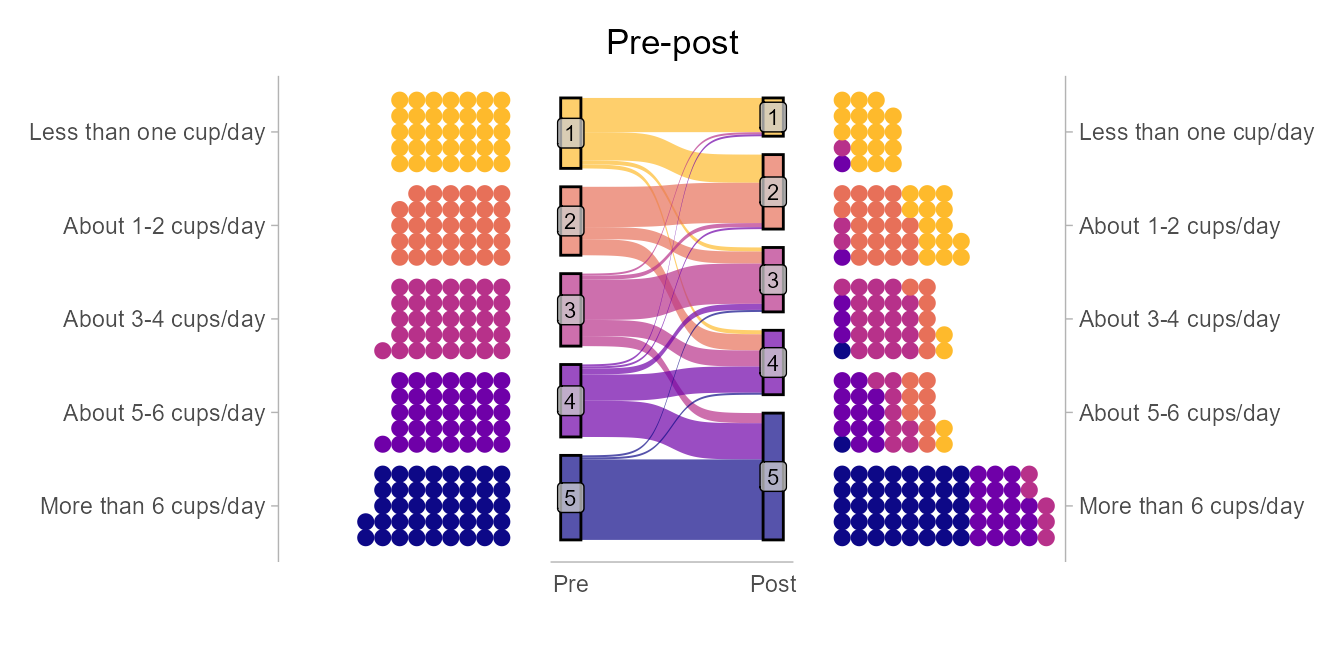 Pre-post
Less than one cup/day
About 1-2 cups/day
About 3-4 cups/day
About 5-6 cups/day
More than 6 cups/day
1
2
3
4
5
1
2
3
4
5
Pre
Post
Less than one cup/day
About 1-2 cups/day
About 3-4 cups/day
About 5-6 cups/day
More than 6 cups/day